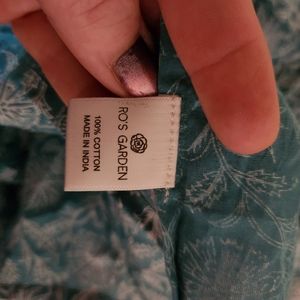 RO'S GARDEN
100% COTTON
MADE IN INDIA